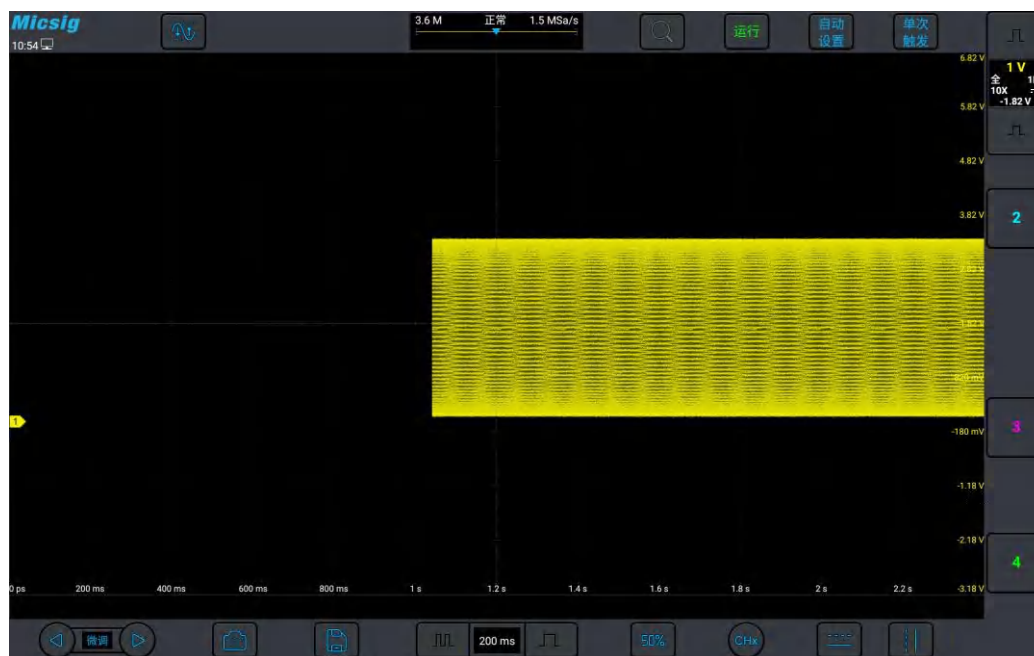 Micsig
10:54
3.6 M 正常 1.5 MSa/s
运行
启动
设置
单次
触发
1 V
全
10X
-1.82 V
6.82 V
5.82 V
4.82 V
3.82 V
2
1
-180 mV
3
-1.18 V
-2.18 V
4
-3.18 V
0 ps 200 ms 400 ms 600 ms 800 ms 1 s 1.2 s 1.4 s 1.6 s 1.8 s 2 s 2.2 s
微调
200 ms
50%
CHx